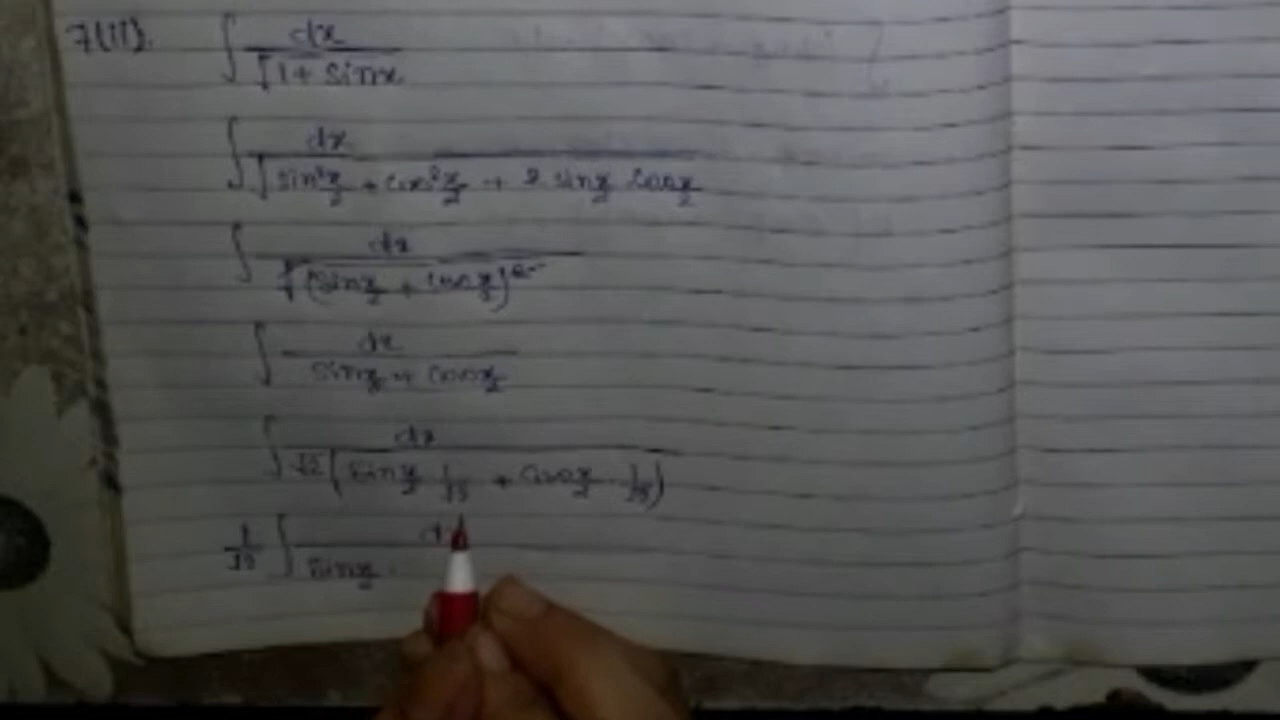 7(ii). ∫ dx / √1 + sinx
∫ dx / √sin²x/2 + cos²x/2 + 2 sinx/2 cosx/2
∫ dx / √(sinx/2 + cosx/2)²
∫ dx / sinx/2 + cosx/2
∫ dx / √2 (sinx/2 · 1/√2 + cosx/2 · 1/√2)
1/√2 ∫ d / sinx/2 ·